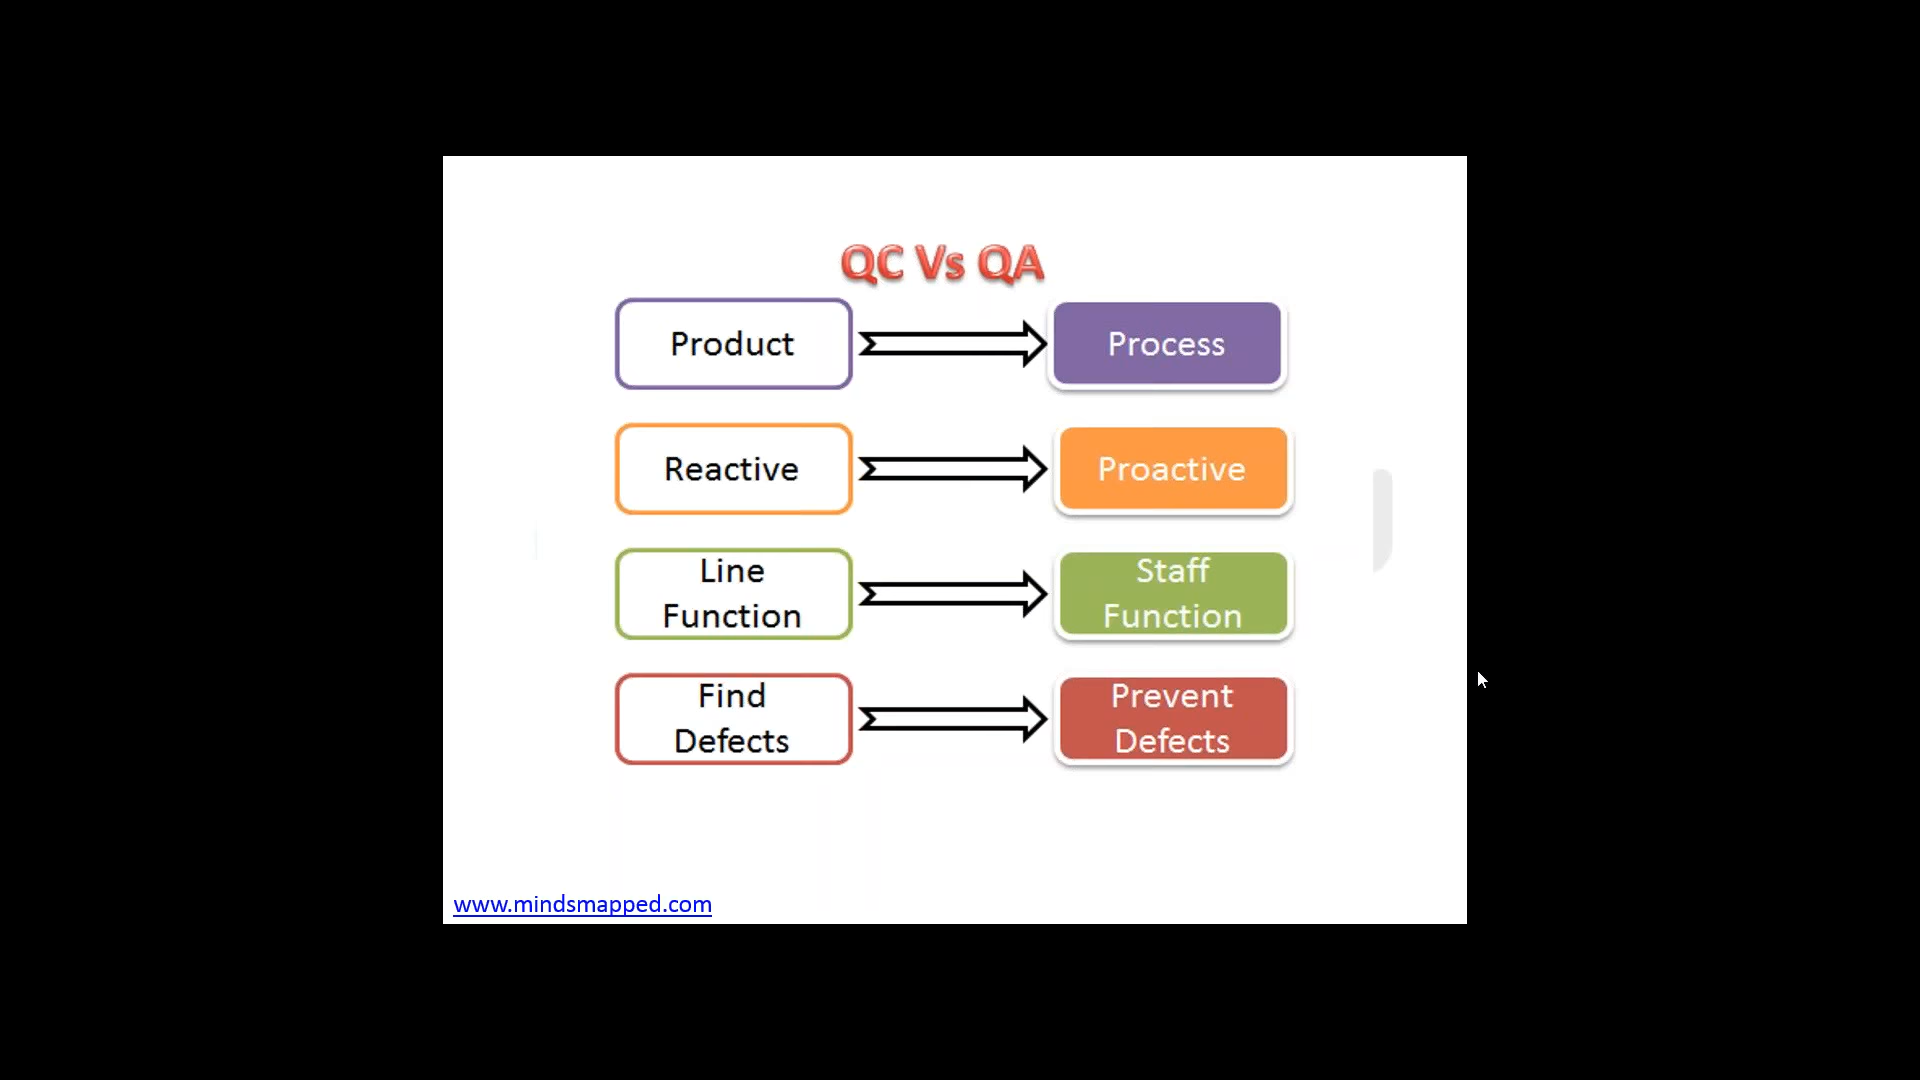 QC Vs QA
Product
Process
Reactive
Proactive
Line
Function
Staff
Function
Find
Defects
Prevent
Defects
www.mindsmapped.com